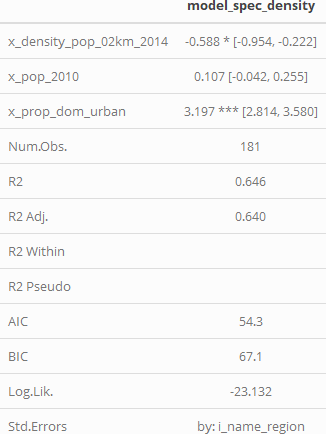 model_spec_density
x_density_pop_02km_2014 -0.588 * [-0.954, -0.222]
x_pop_2010 0.107 [-0.042, 0.255]
x_prop_dom_urban 3.197 *** [2.814, 3.580]
Num.Obs. 181
R2 0.646
R2 Adj. 0.640
R2 Within
R2 Pseudo
AIC 54.3
BIC 67.1
Log.Lik. -23.132
Std.Errors by: i_name_region